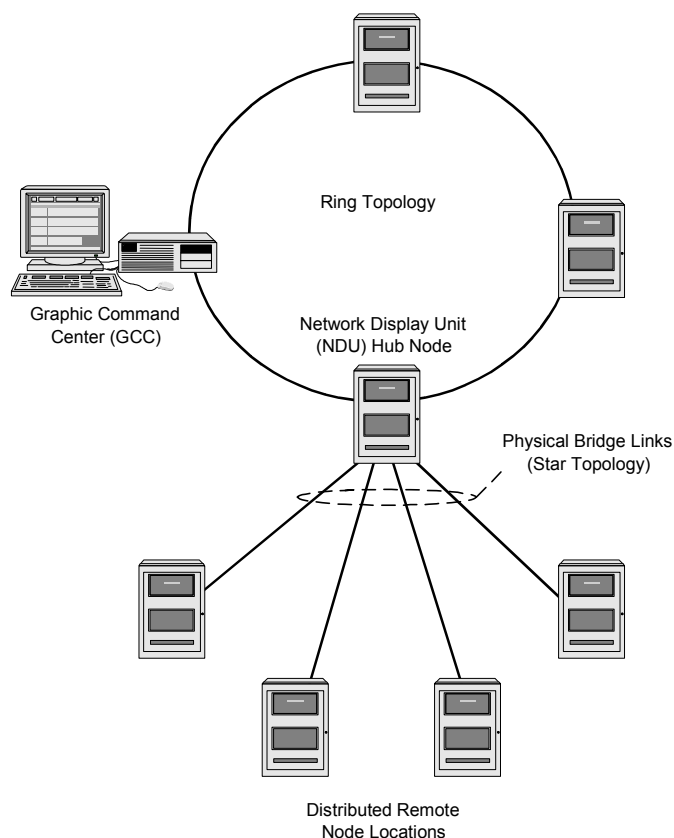 Ring Topology
Graphic Command
Center (GCC)
Network Display Unit
(NDU) Hub Node
Physical Bridge Links
(Star Topology)
Distributed Remote
Node Locations